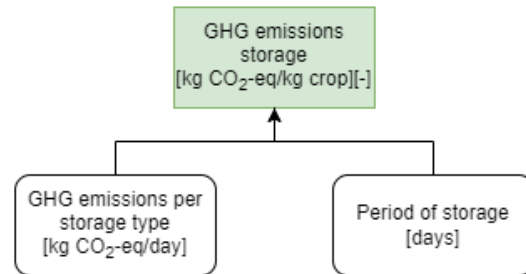 GHG emissions
storage
[kg CO₂-eq/kg crop][-]
GHG emissions per
storage type
[kg CO₂-eq/day]
Period of storage
[days]